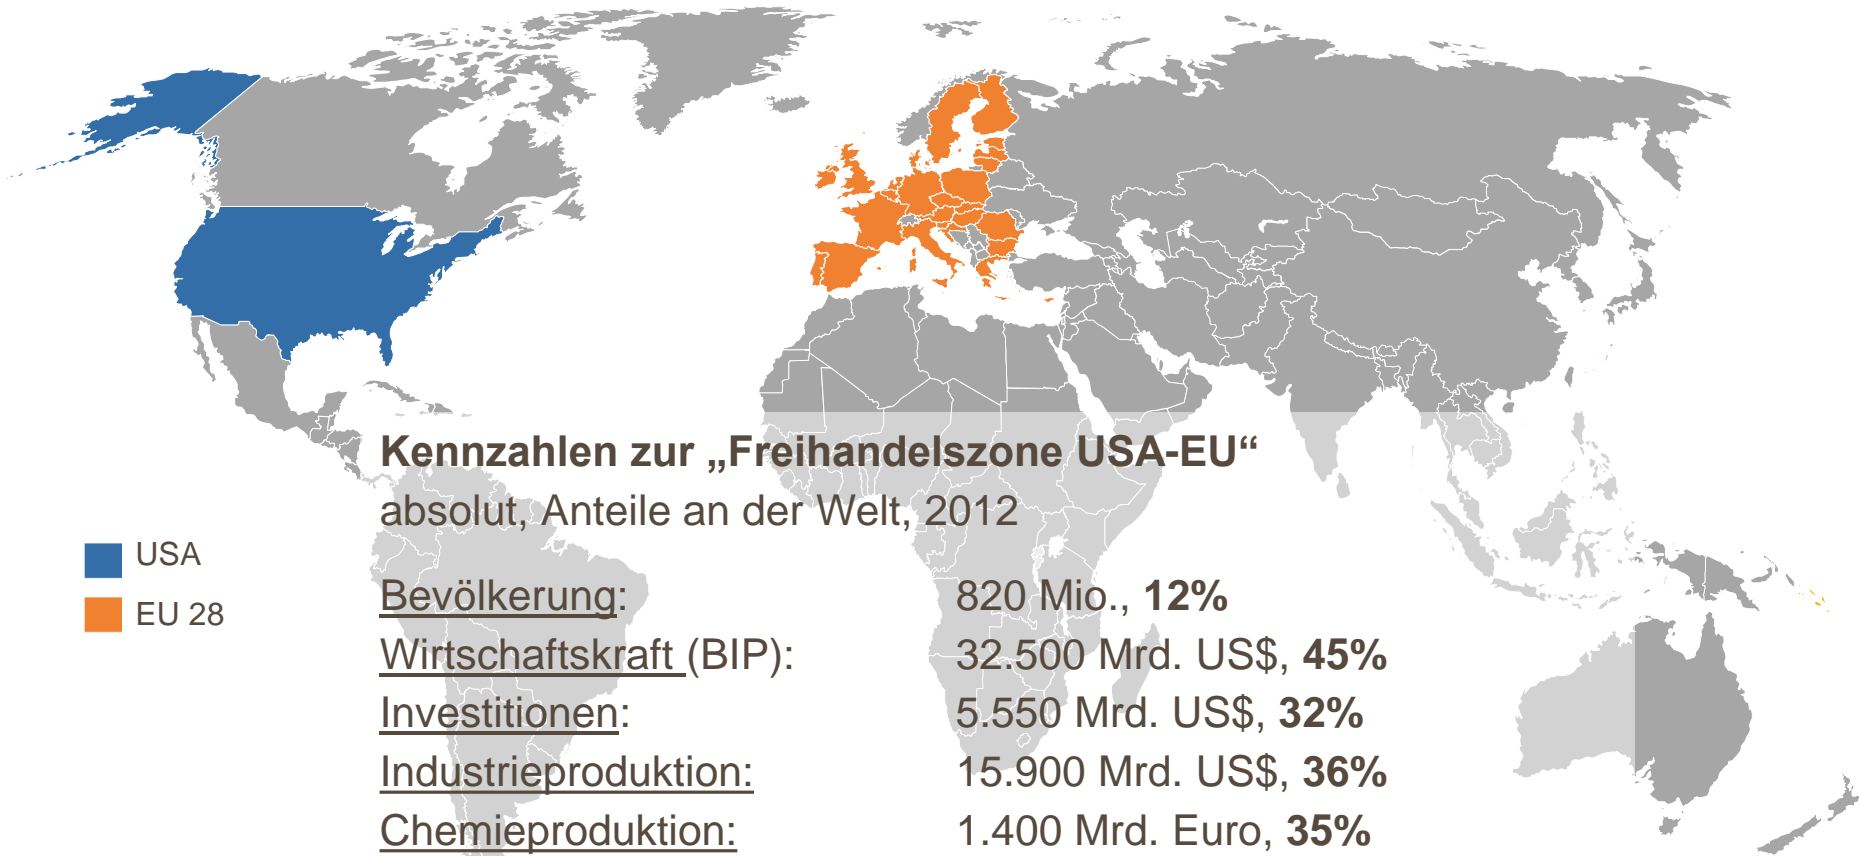 Kennzahlen zur „Freihandelszone USA-EU“
absolut, Anteile an der Welt, 2012
USA
EU 28
Bevölkerung: 820 Mio., 12%
Wirtschaftskraft (BIP): 32.500 Mrd. US$, 45%
Investitionen: 5.550 Mrd. US$, 32%
Industrieproduktion: 15.900 Mrd. US$, 36%
Chemieproduktion: 1.400 Mrd. Euro, 35%